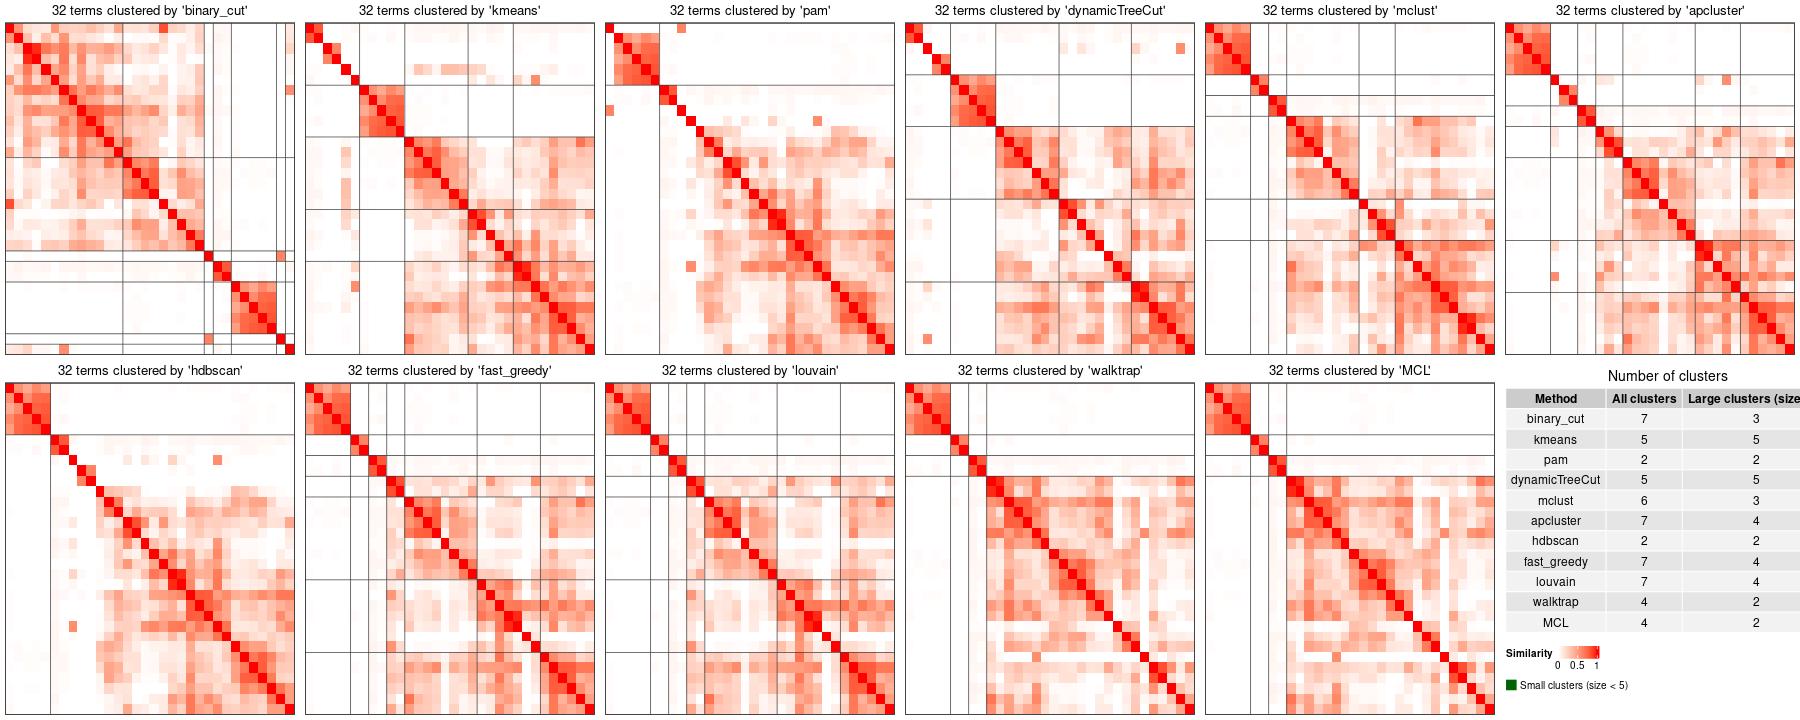 32 terms clustered by 'binary_cut'
32 terms clustered by 'kmeans'
32 terms clustered by 'pam'
32 terms clustered by 'dynamicTreeCut'
32 terms clustered by 'mclust'
32 terms clustered by 'apcluster'
32 terms clustered by 'hdbscan'
32 terms clustered by 'fast_greedy'
32 terms clustered by 'louvain'
32 terms clustered by 'walktrap'
32 terms clustered by 'MCL'
Number of clusters
Method All clusters Large clusters (size
binary_cut 7 3
kmeans 5 5
pam 2 2
dynamicTreeCut 5 5
mclust 6 3
apcluster 7 4
hdbscan 2 2
fast_greedy 7 4
louvain 7 4
walktrap 4 2
MCL 4 2
Similarity
0 0.5 1
Small clusters (size < 5)